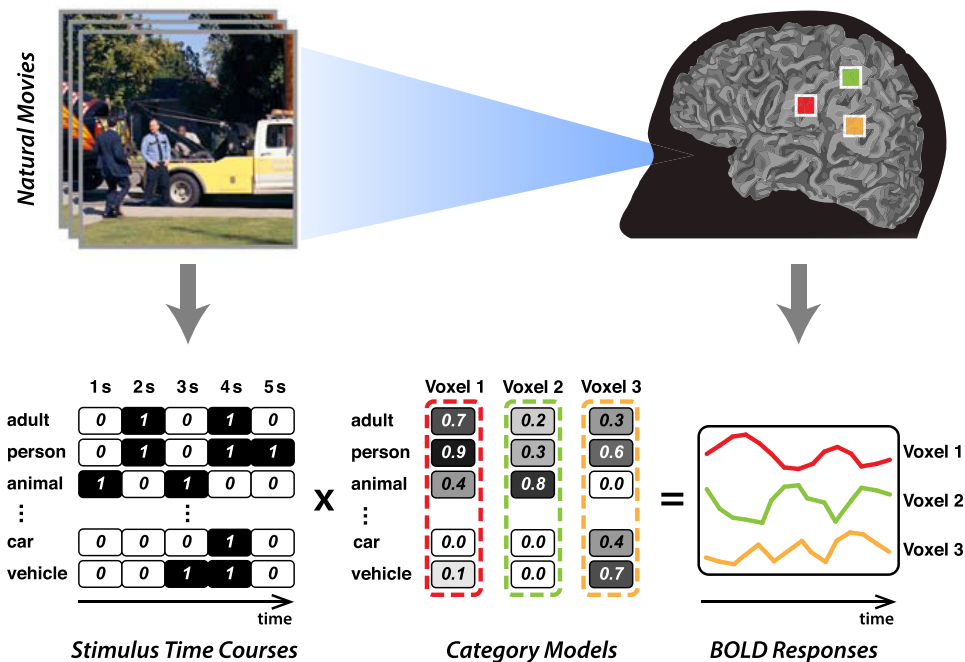 Natural Movies
1 s 2 s 3 s 4 s 5 s
adult 0 1 0 1 0
person 0 1 0 1 1
animal 1 0 1 0 0
⋮ ⋮
car 0 0 0 1 0
vehicle 0 0 1 1 0
time
Stimulus Time Courses
x
Voxel 1 Voxel 2 Voxel 3
adult 0.7 0.2 0.3
person 0.9 0.3 0.6
animal 0.4 0.8 0.0
⋮
car 0.0 0.0 0.4
vehicle 0.1 0.0 0.7
Category Models
=
Voxel 1
Voxel 2
Voxel 3
time
BOLD Responses